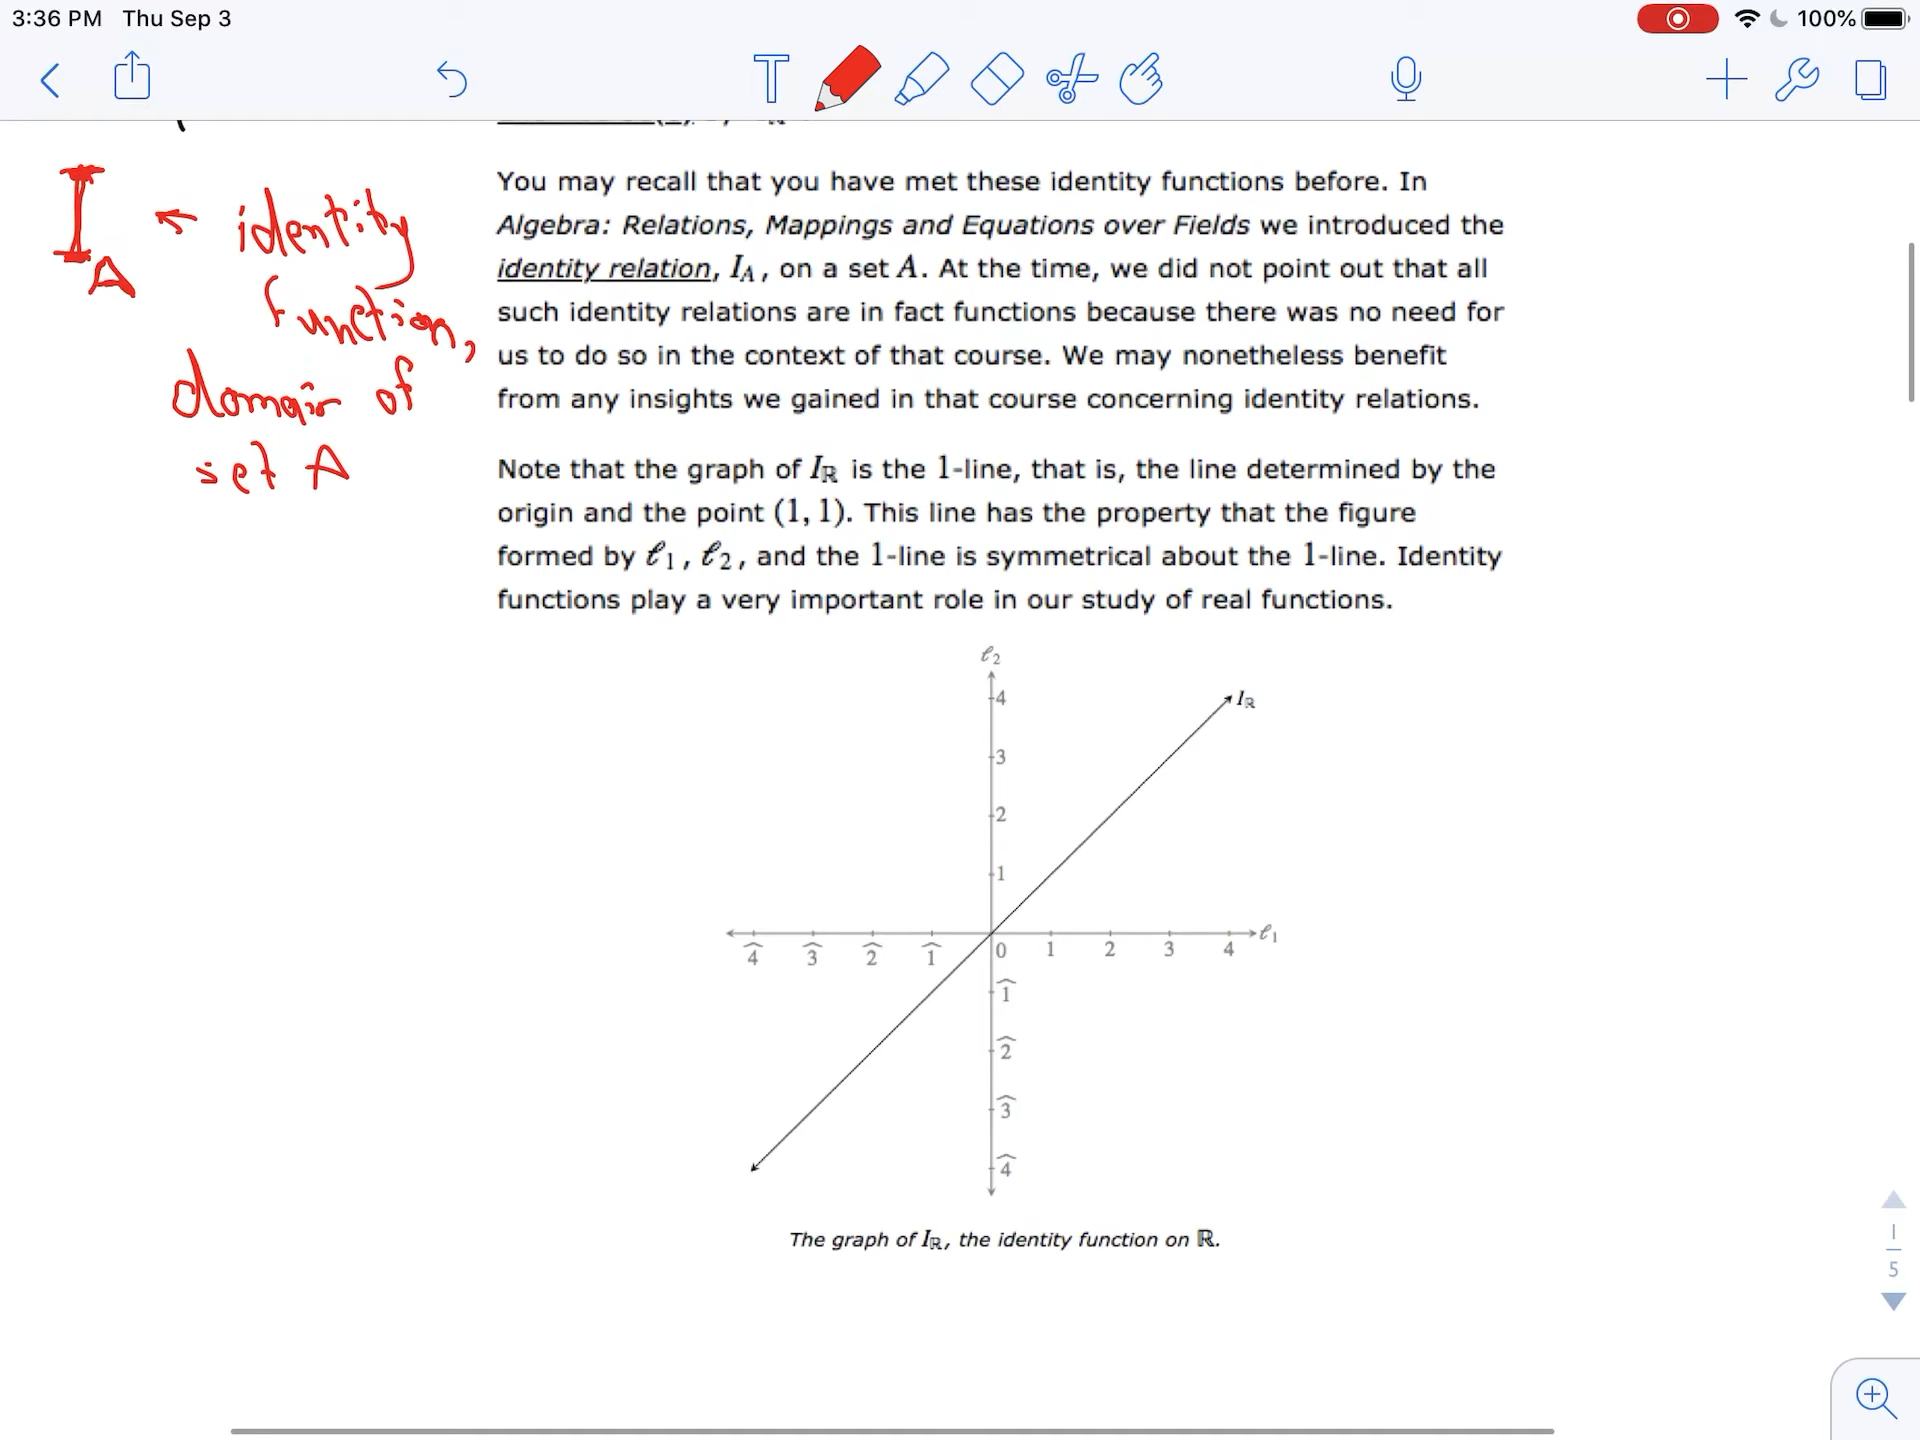 3:36 PM Thu Sep 3
100%
T
I_A ← identity
function,
domain of
set A
You may recall that you have met these identity functions before. In
Algebra: Relations, Mappings and Equations over Fields we introduced the
identity relation, I_A, on a set A. At the time, we did not point out that all
such identity relations are in fact functions because there was no need for
us to do so in the context of that course. We may nonetheless benefit
from any insights we gained in that course concerning identity relations.
Note that the graph of I_ℝ is the 1-line, that is, the line determined by the
origin and the point (1, 1). This line has the property that the figure
formed by ℓ₁, ℓ₂, and the 1-line is symmetrical about the 1-line. Identity
functions play a very important role in our study of real functions.
ℓ₂
4
I_ℝ
3
2
1
ℓ₁
4̂ 3̂ 2̂ 1̂ 0 1 2 3 4
1̂
2̂
3̂
4̂
The graph of I_ℝ, the identity function on ℝ.
1
5